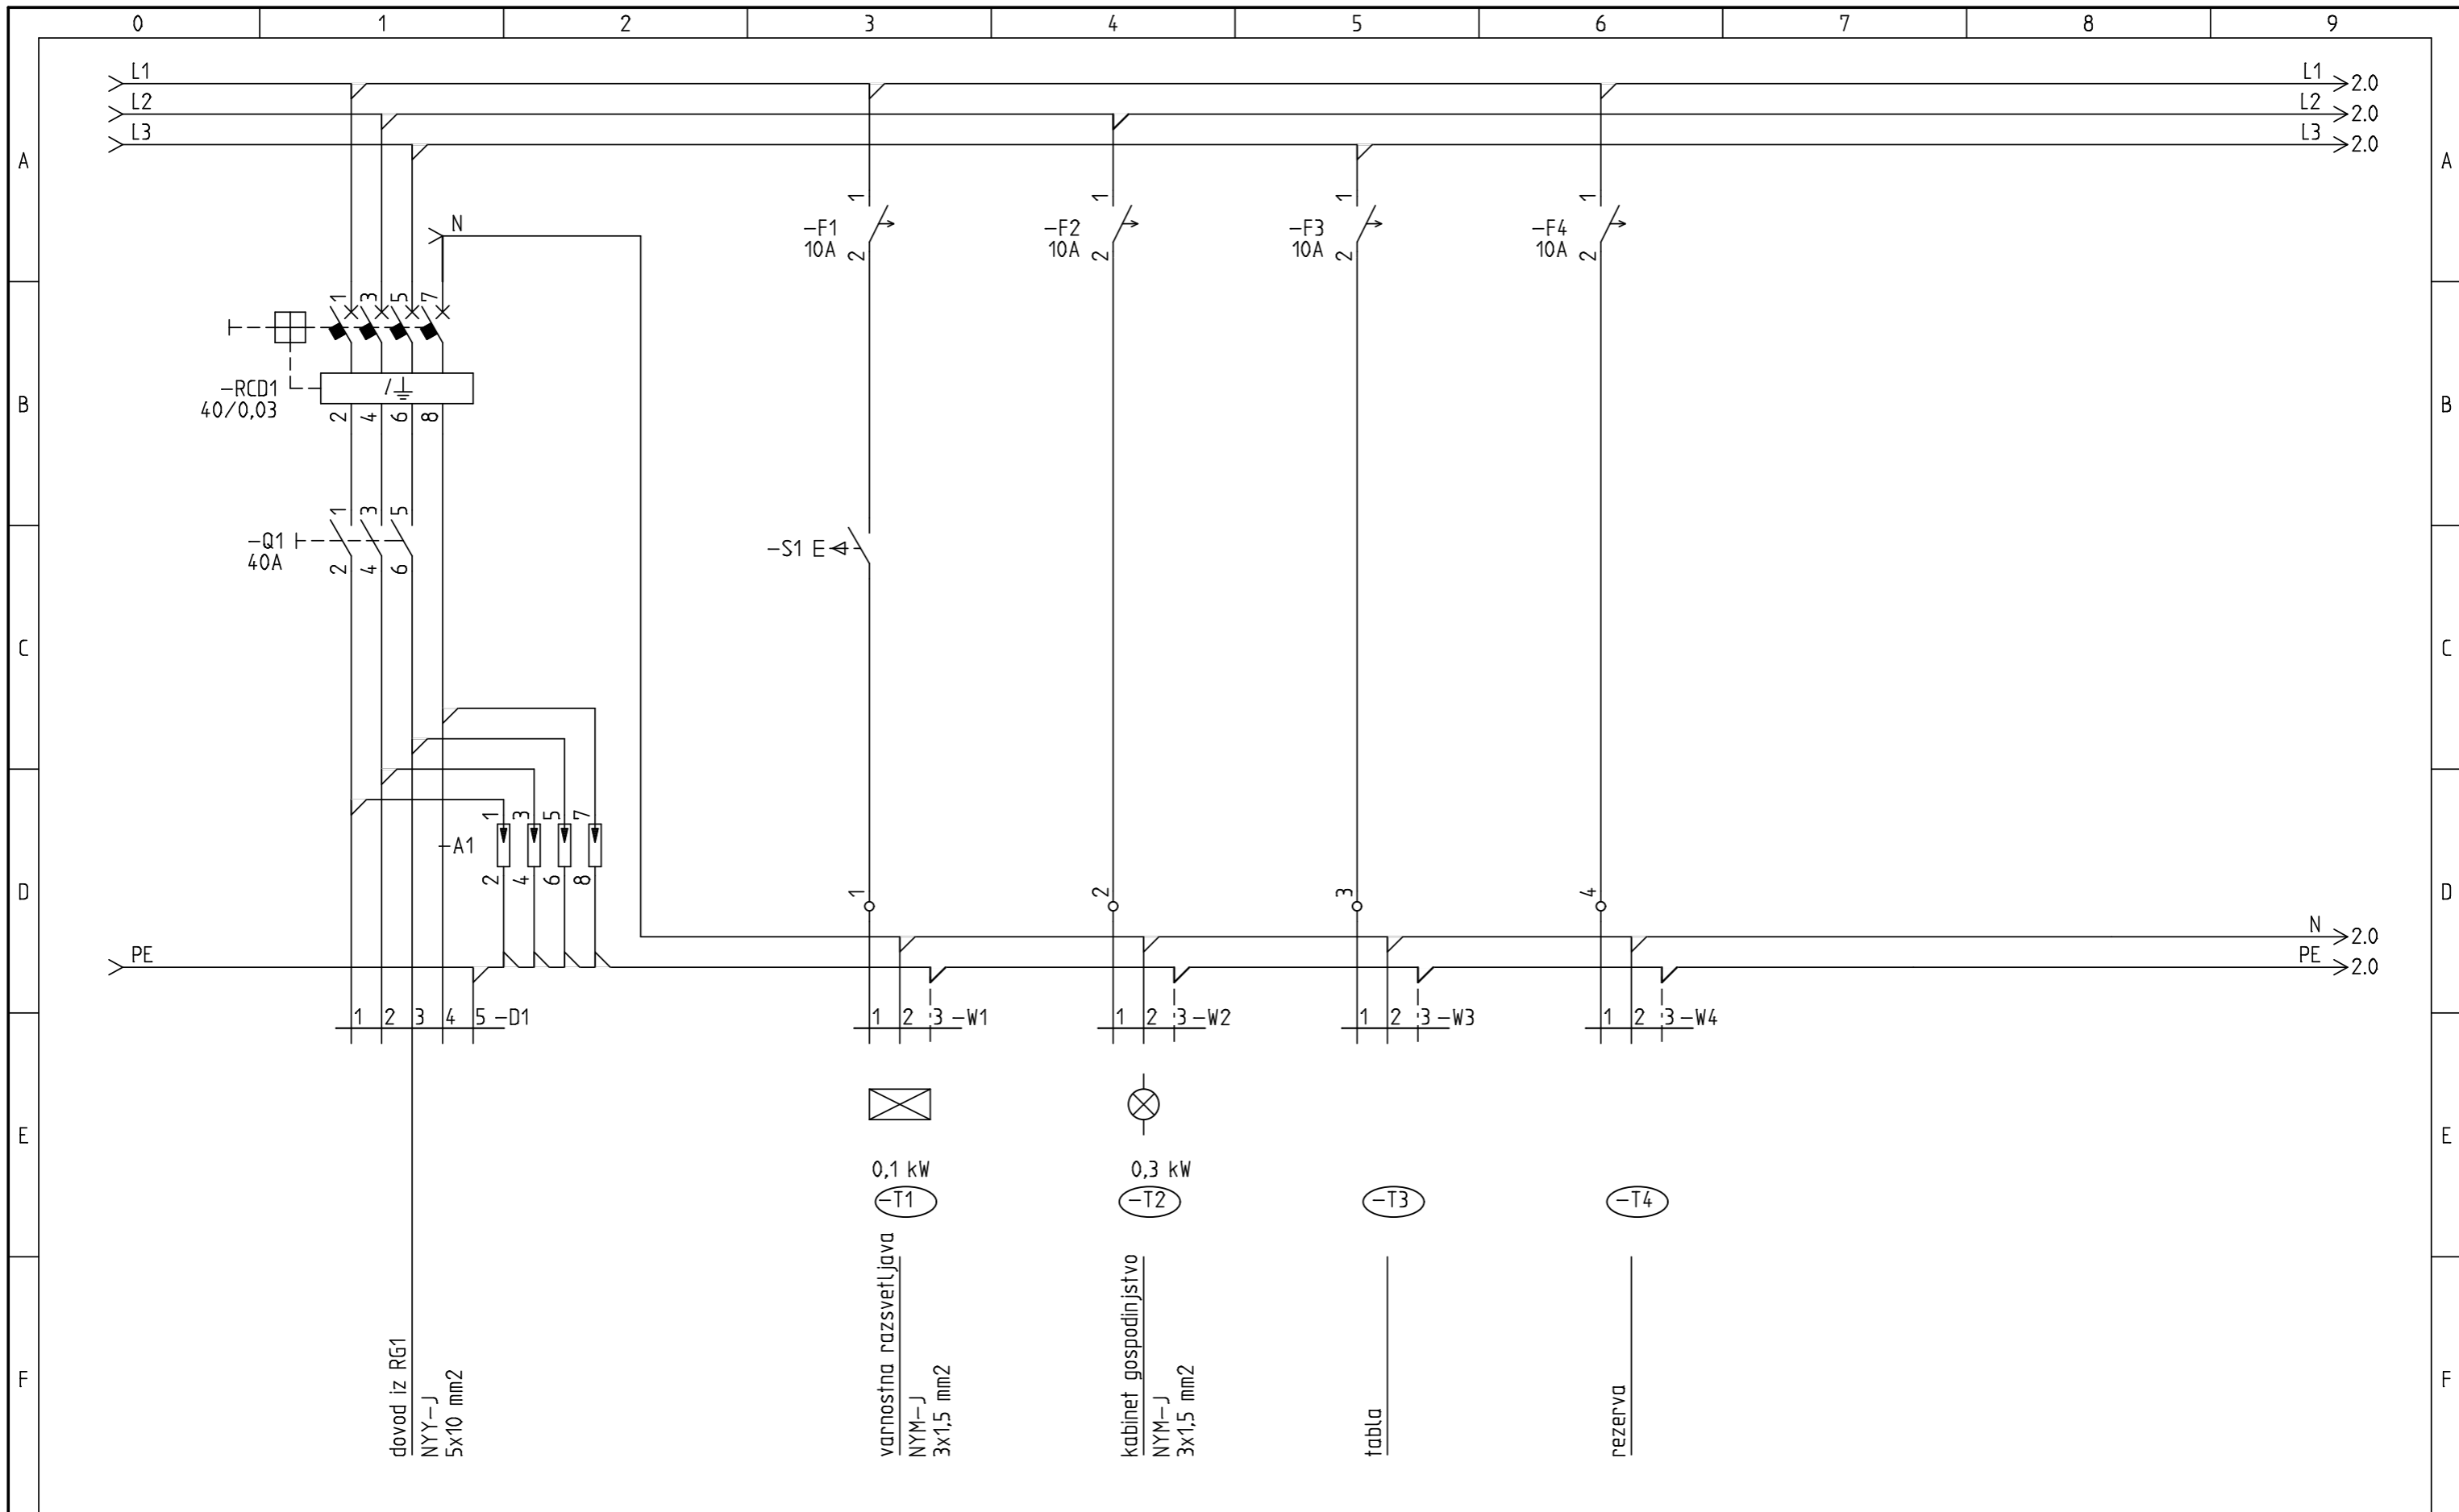 0 1 2 3 4 5 6 7 8 9
L1 L1 2.0
L2 L2 2.0
L3 L3 2.0
A A
N
1 1 1 1
-F1 -F2 -F3 -F4
10A 10A 10A 10A
2 2 2 2
1 3 5 7
-RCD1
40/0,03
B B
2 4 6 8
1 3 5
-Q1
40A
2 4 6
-S1 E
C C
1 3 5 7
-A1
2 4 6 8
D D
1 2 3 4
N 2.0
PE PE 2.0
1 2 3 4 5 -D1
1 2 3 -W1
1 2 3 -W2
1 2 3 -W3
1 2 3 -W4
E E
0,1 kW 0,3 kW
-T1 -T2 -T3 -T4
F F
dovod iz RG1
NYY-J
5x10 mm2
varnostna razsvetljava
NYM-J
3x1,5 mm2
kabinet gospodinjstvo
NYM-J
3x1,5 mm2
tabla
rezerva